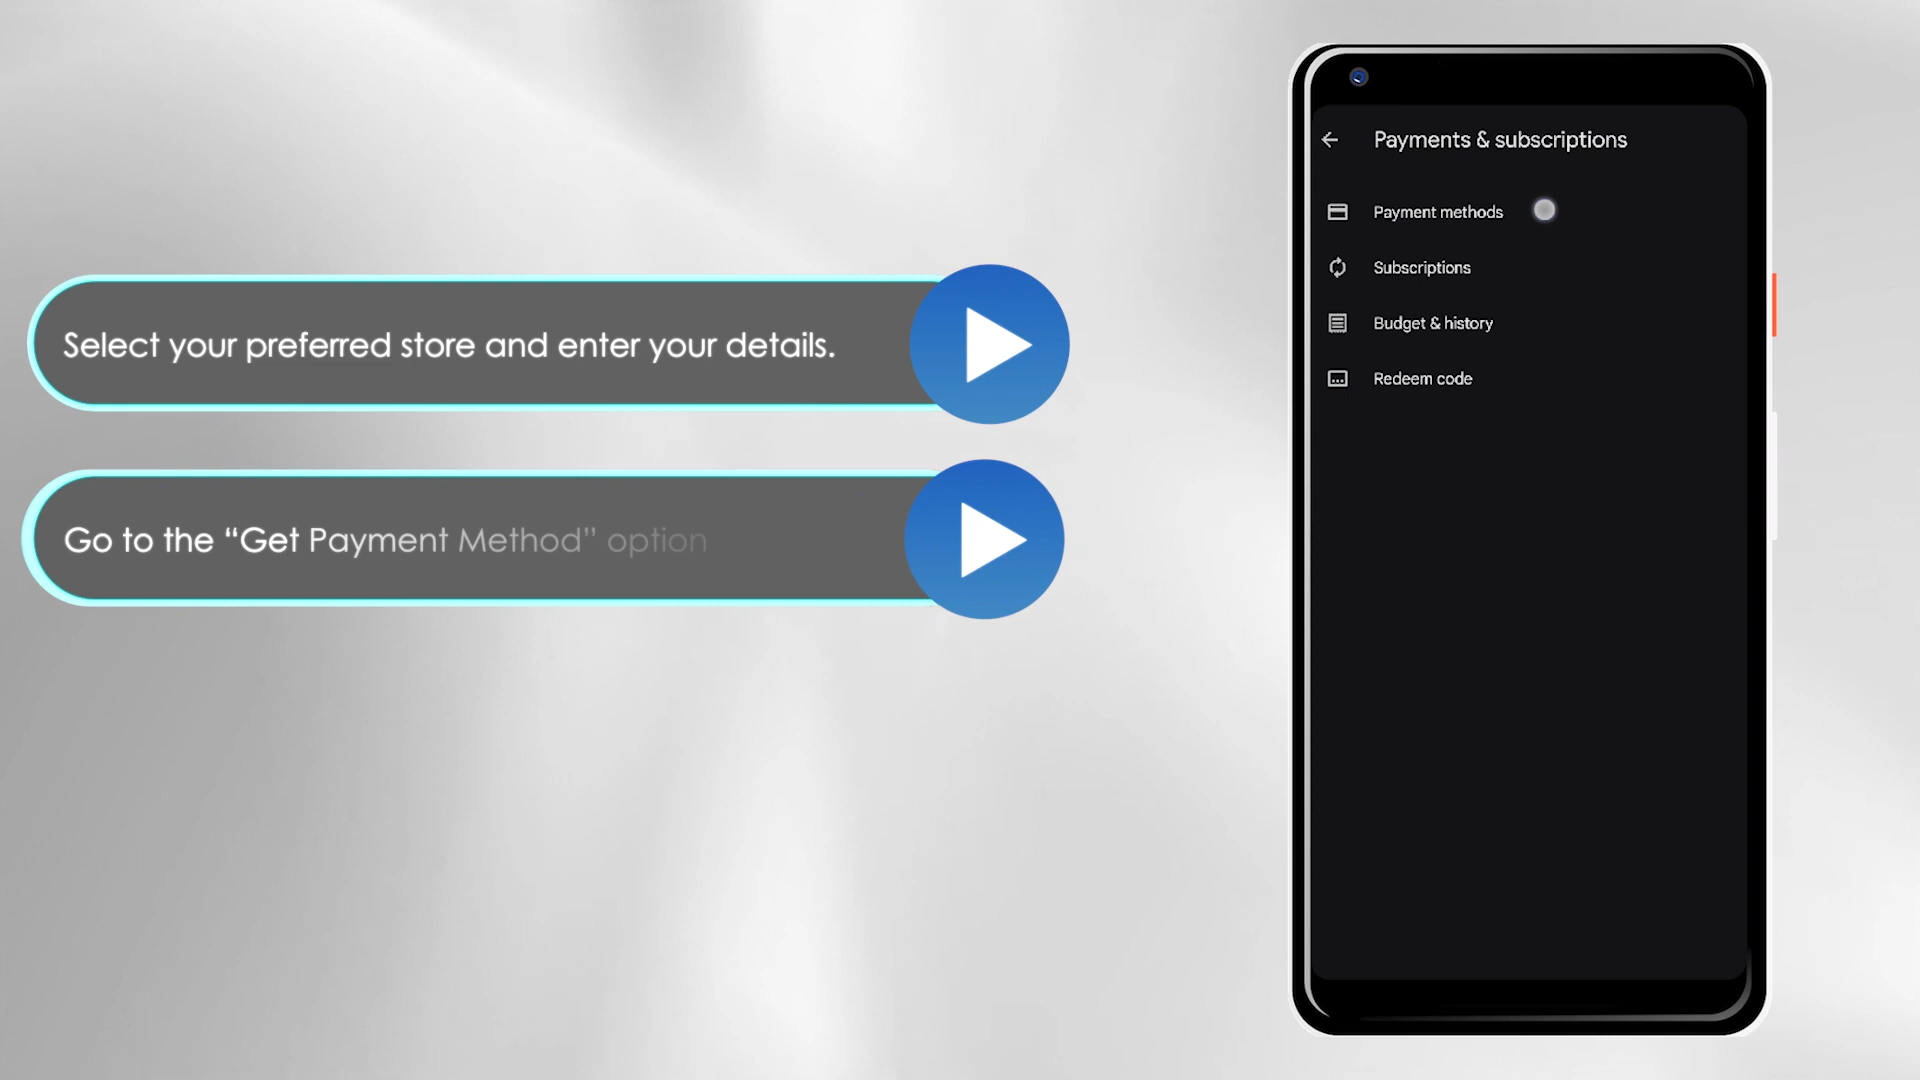 Select your preferred store and enter your details.
Go to the “Get Payment Method” option
Payments & subscriptions
Payment methods
Subscriptions
Budget & history
Redeem code